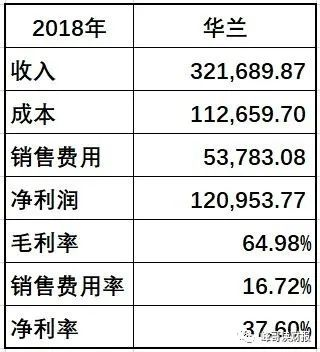 2018年 华兰
收入 321,689.87
成本 112,659.70
销售费用 53,783.08
净利润 120,953.77
毛利率 64.98%
销售费用率 16.72%
净利率 37.60%